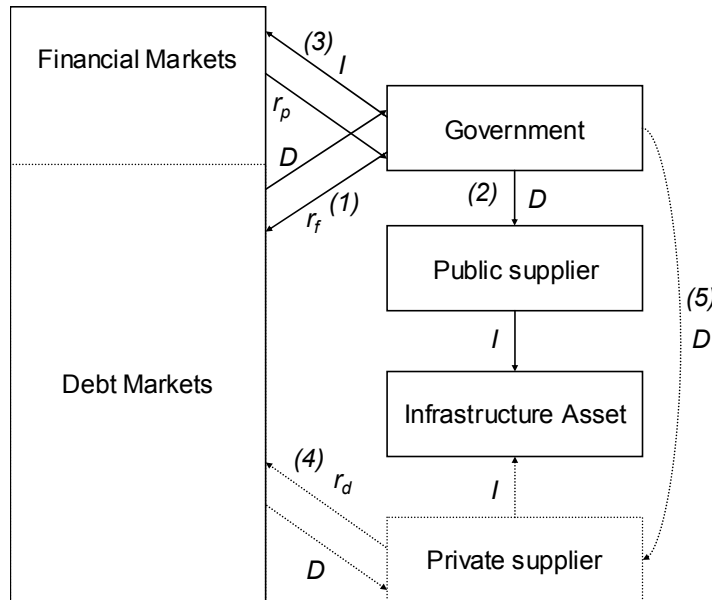 Financial Markets
(3)
I
r_p
D
(1)
r_f
Government
(2)
D
Public supplier
(5)
D
I
Debt Markets
Infrastructure Asset
(4)
r_d
I
D
Private supplier